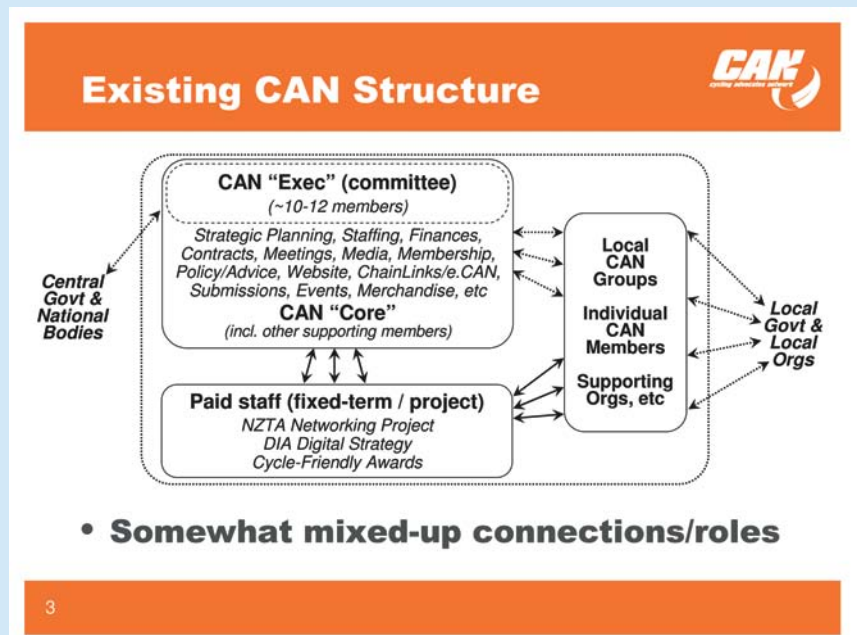 Existing CAN Structure
CAN
cycling advocates network
CAN “Exec” (committee)
(~10-12 members)
Strategic Planning, Staffing, Finances,
Contracts, Meetings, Media, Membership,
Policy/Advice, Website, ChainLinks/e.CAN,
Submissions, Events, Merchandise, etc
CAN “Core”
(incl. other supporting members)
Central
Govt &
National
Bodies
Local
CAN
Groups
Individual
CAN
Members
Supporting
Orgs, etc
Local
Govt &
Local
Orgs
Paid staff (fixed-term / project)
NZTA Networking Project
DIA Digital Strategy
Cycle-Friendly Awards
• Somewhat mixed-up connections/roles
3